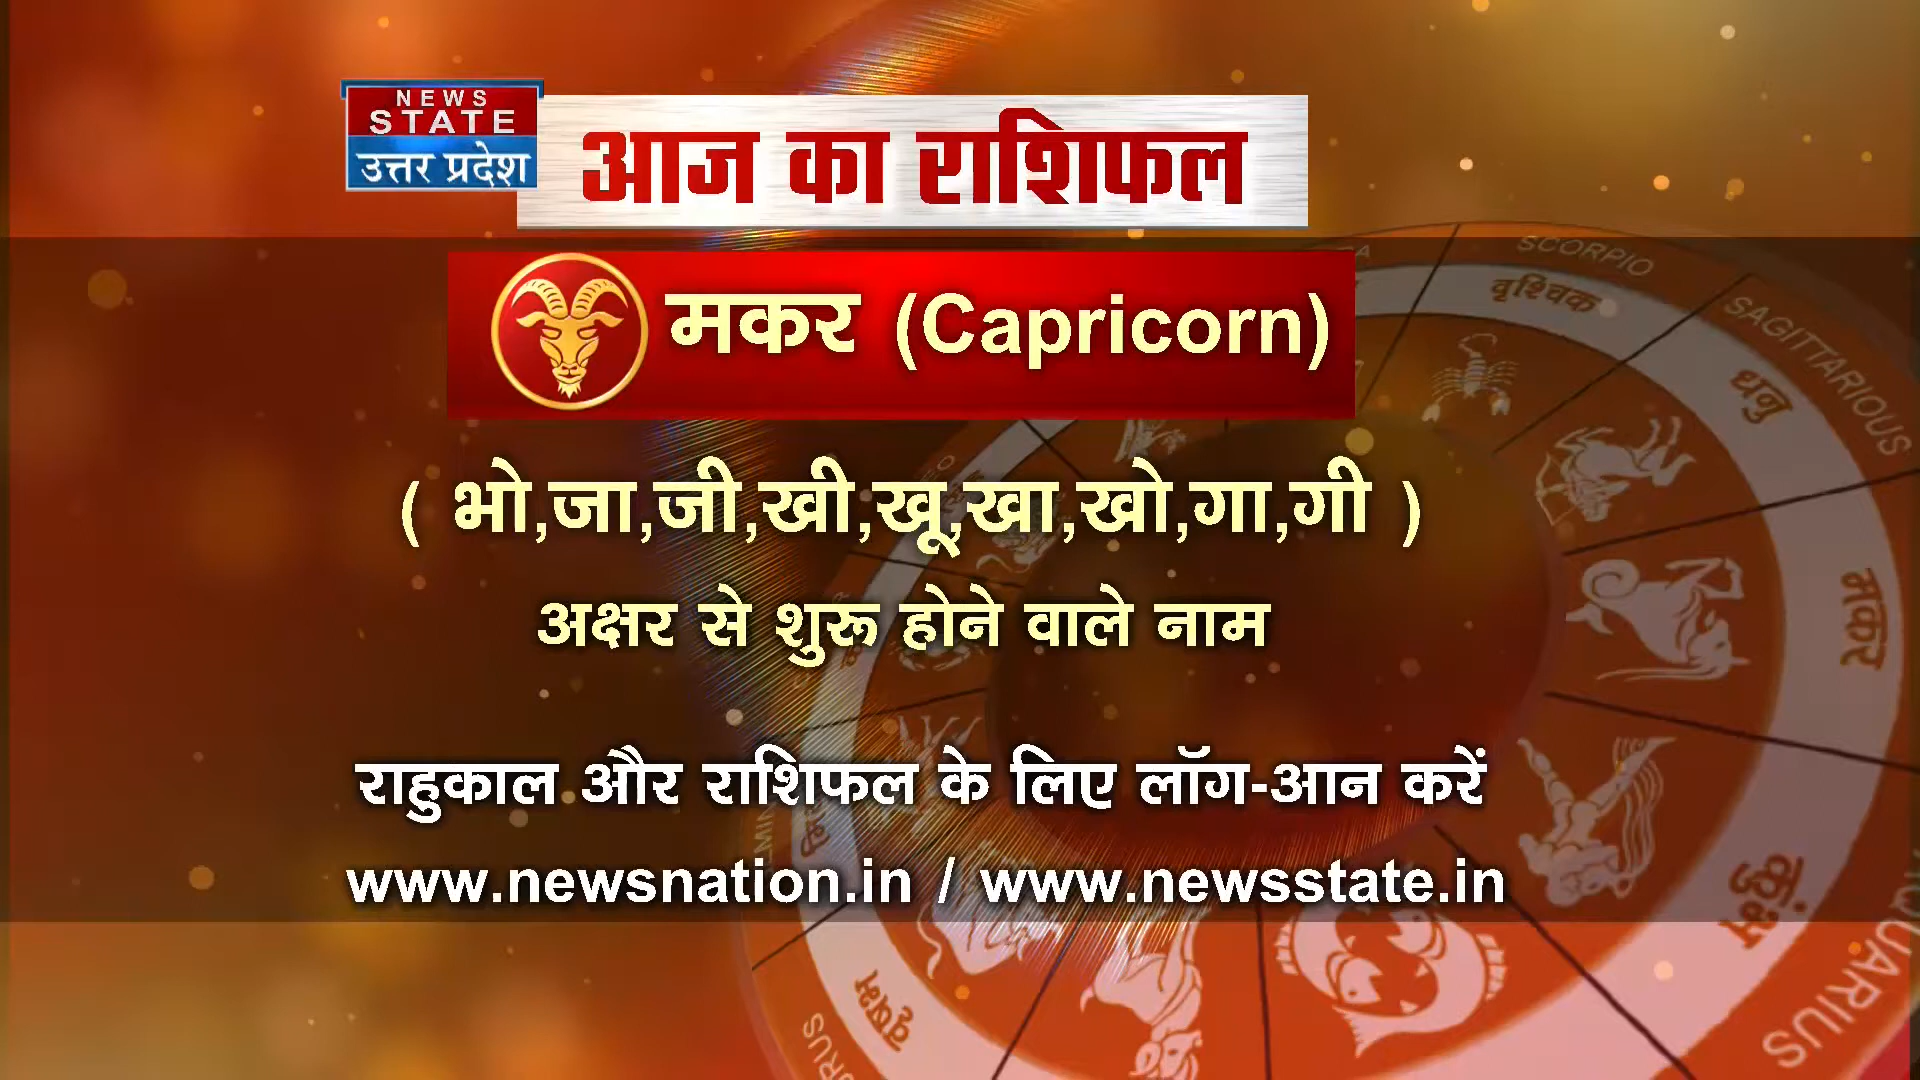 NEWS
STATE
उत्तर प्रदेश
आज का राशिफल
मकर (Capricorn)
( भो,जा,जी,खी,खू,खा,खो,गा,गी )
अक्षर से शुरू होने वाले नाम
राहुकाल और राशिफल के लिए लॉग-आन करें
www.newsnation.in / www.newsstate.in
SCORPIO
वृश्चिक
SAGITTARIOUS
धनु
मकर
कुंभ
वृषभ